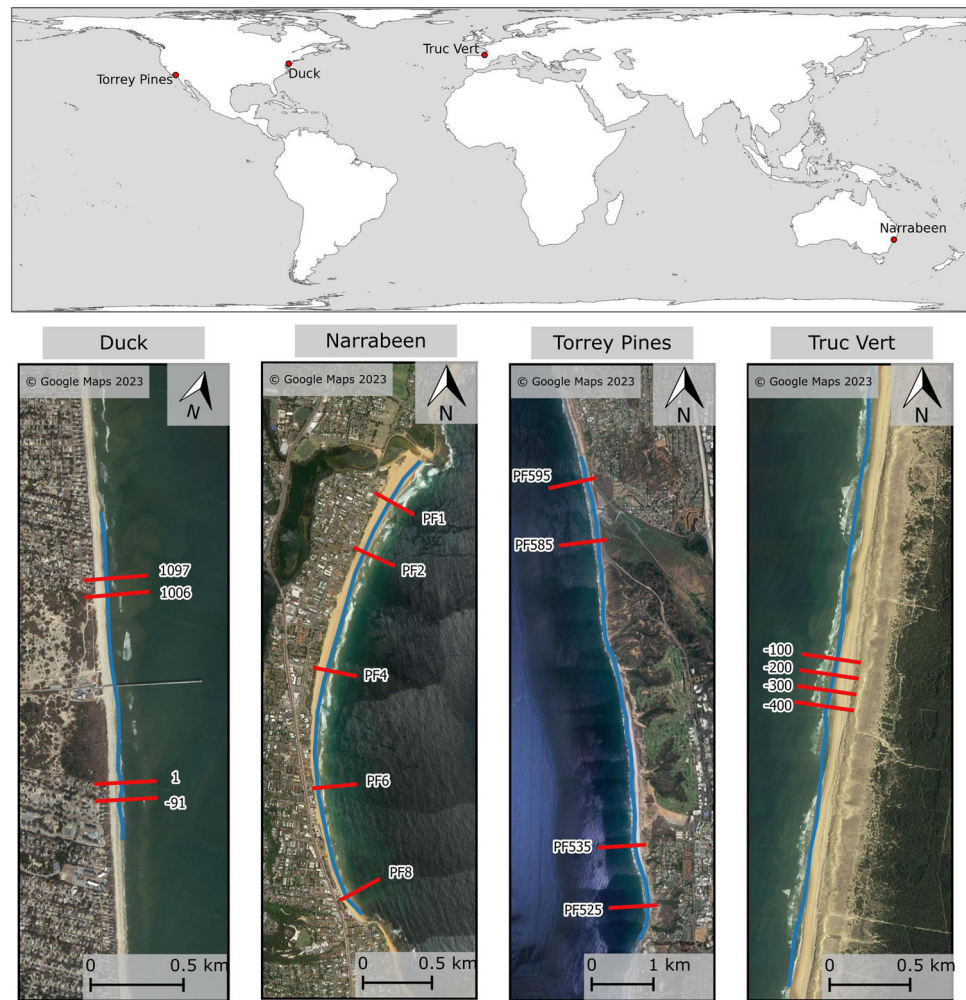 Truc Vert
Torrey Pines
Duck
Narrabeen
Duck
Narrabeen
Torrey Pines
Truc Vert
© Google Maps 2023
N
1097
1006
1
-91
0 0.5 km
© Google Maps 2023
N
PF1
PF2
PF4
PF6
PF8
0 0.5 km
© Google Maps 2023
N
PF595
PF585
PF535
PF525
0 1 km
© Google Maps 2023
N
-100
-200
-300
-400
0 0.5 km